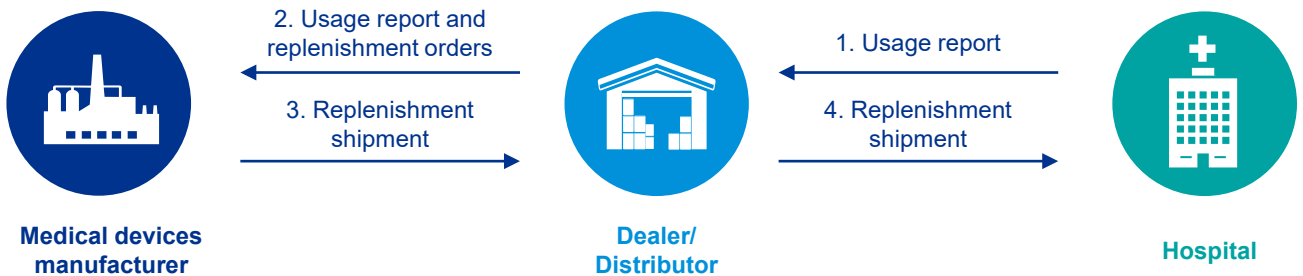 2. Usage report and
replenishment orders
1. Usage report
3. Replenishment
shipment
4. Replenishment
shipment
Medical devices
manufacturer
Dealer/
Distributor
Hospital